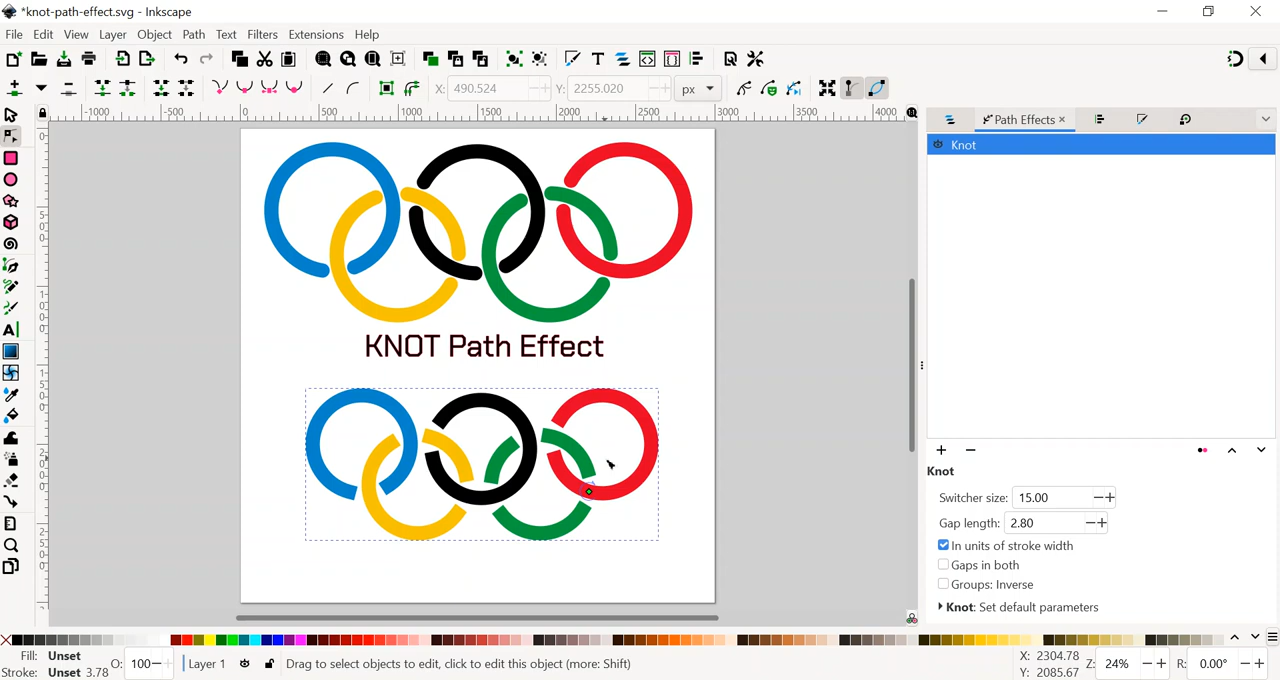 *knot-path-effect.svg - Inkscape
File Edit View Layer Object Path Text Filters Extensions Help
X: 490.524 Y: 2255.020 px
-1000 -500 0 500 1000 1500 2000 2500 3000 3500 4000
Path Effects
Knot
KNOT Path Effect
Knot
Switcher size: 15.00
Gap length: 2.80
In units of stroke width
Gaps in both
Groups: Inverse
Knot: Set default parameters
Fill: Unset
Stroke: Unset 3.78
O: 100
Layer 1
Drag to select objects to edit, click to edit this object (more: Shift)
X: 2304.78
Y: 2085.67
Z: 24%
R: 0.00°